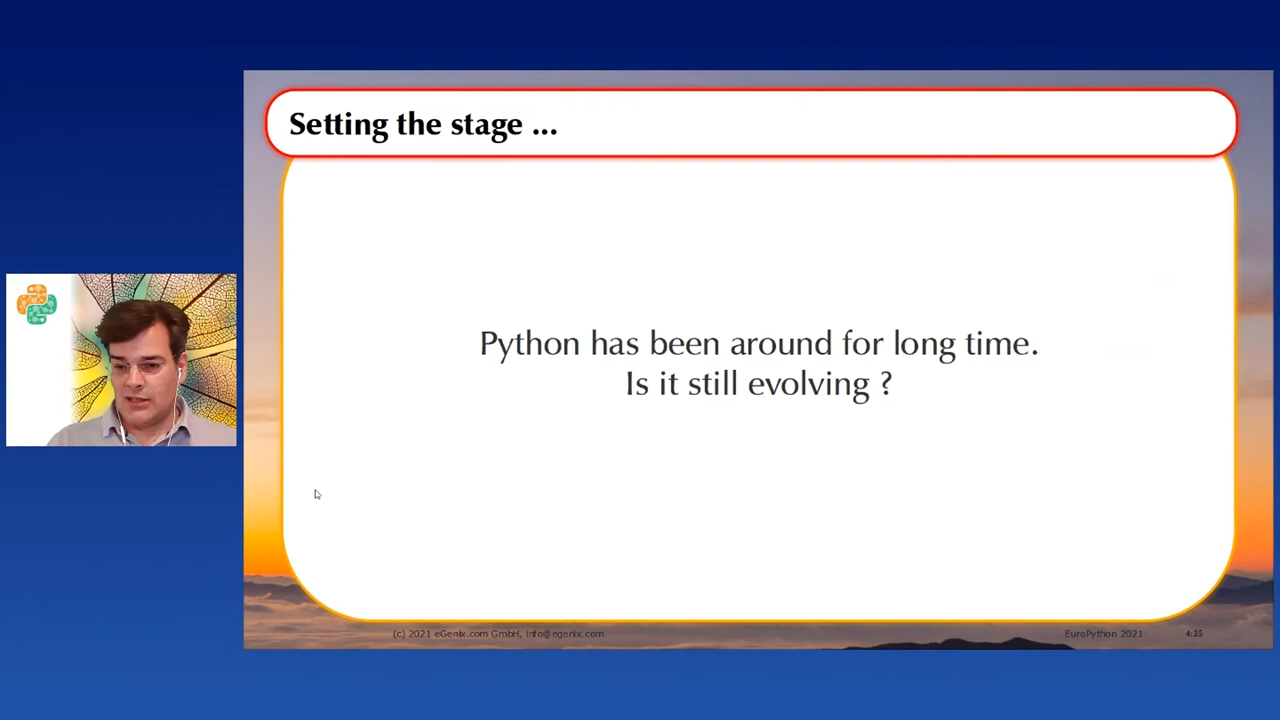 Setting the stage ...
Python has been around for long time.
Is it still evolving ?
(c) 2021 eGenix.com GmbH, info@egenix.com
EuroPython 2021
4:35